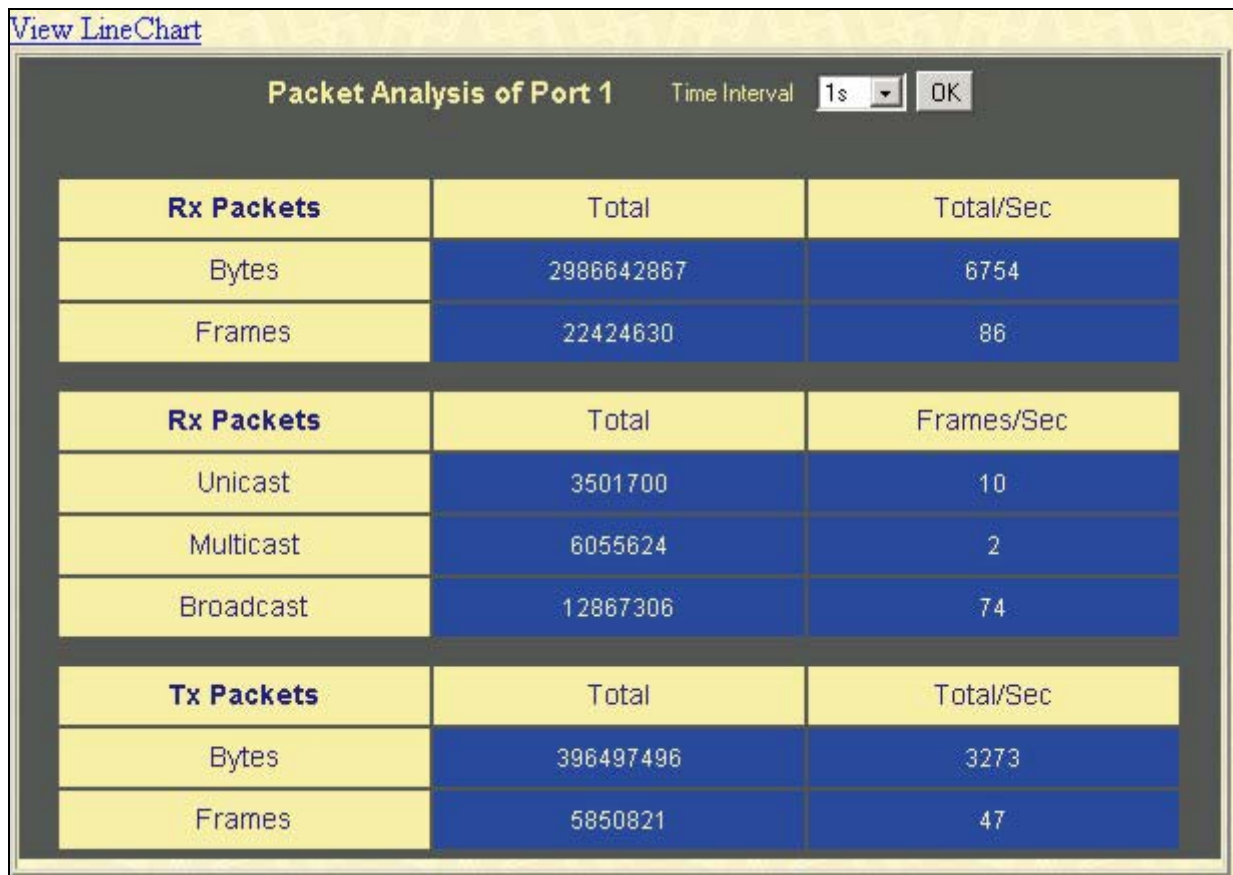 View LineChart
Packet Analysis of Port 1 Time Interval 1s OK
Rx Packets Total Total/Sec
Bytes 2986642867 6754
Frames 22424630 86
Rx Packets Total Frames/Sec
Unicast 3501700 10
Multicast 6055624 2
Broadcast 12867306 74
Tx Packets Total Total/Sec
Bytes 396497496 3273
Frames 5850821 47